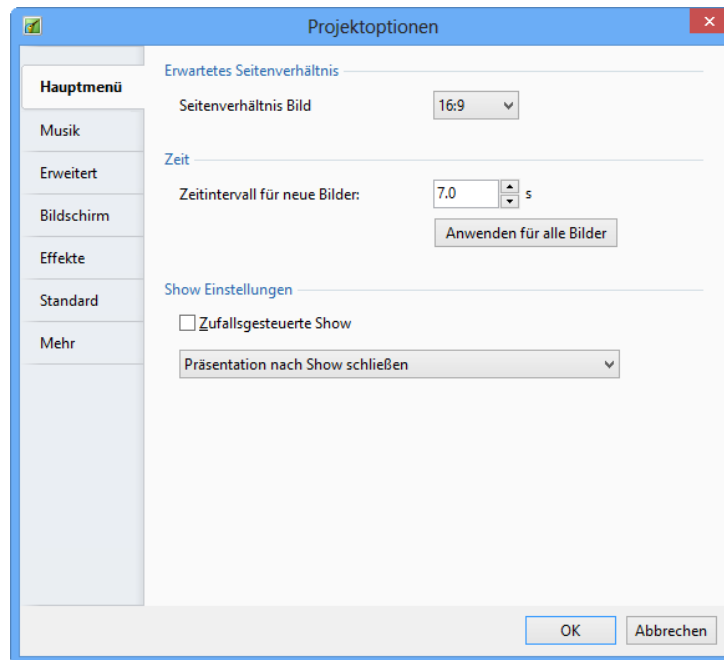 Projektoptionen
Hauptmenü
Musik
Erweitert
Bildschirm
Effekte
Standard
Mehr
Erwartetes Seitenverhältnis
Seitenverhältnis Bild 16:9
Zeit
Zeitintervall für neue Bilder: 7.0 s
Anwenden für alle Bilder
Show Einstellungen
Zufallsgesteuerte Show
Präsentation nach Show schließen
OK Abbrechen